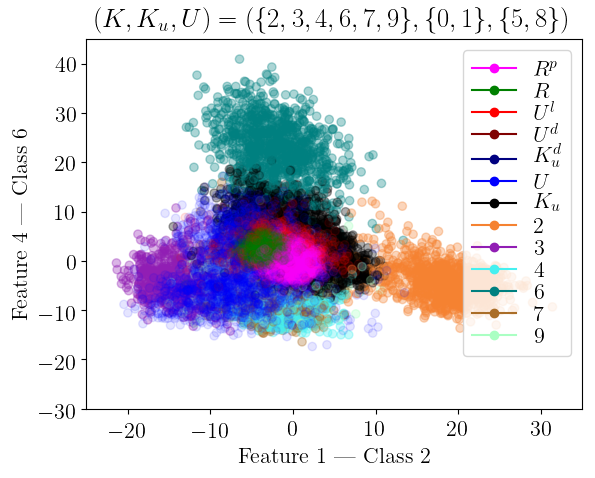 (K, K_u, U) = ({2, 3, 4, 6, 7, 9}, {0, 1}, {5, 8})
40
30
20
10
0
−10
−20
−30
Feature 4 — Class 6
R^p
R
U^l
U^d
K_u^d
U
K_u
2
3
4
6
7
9
−20
−10
0
10
20
30
Feature 1 — Class 2